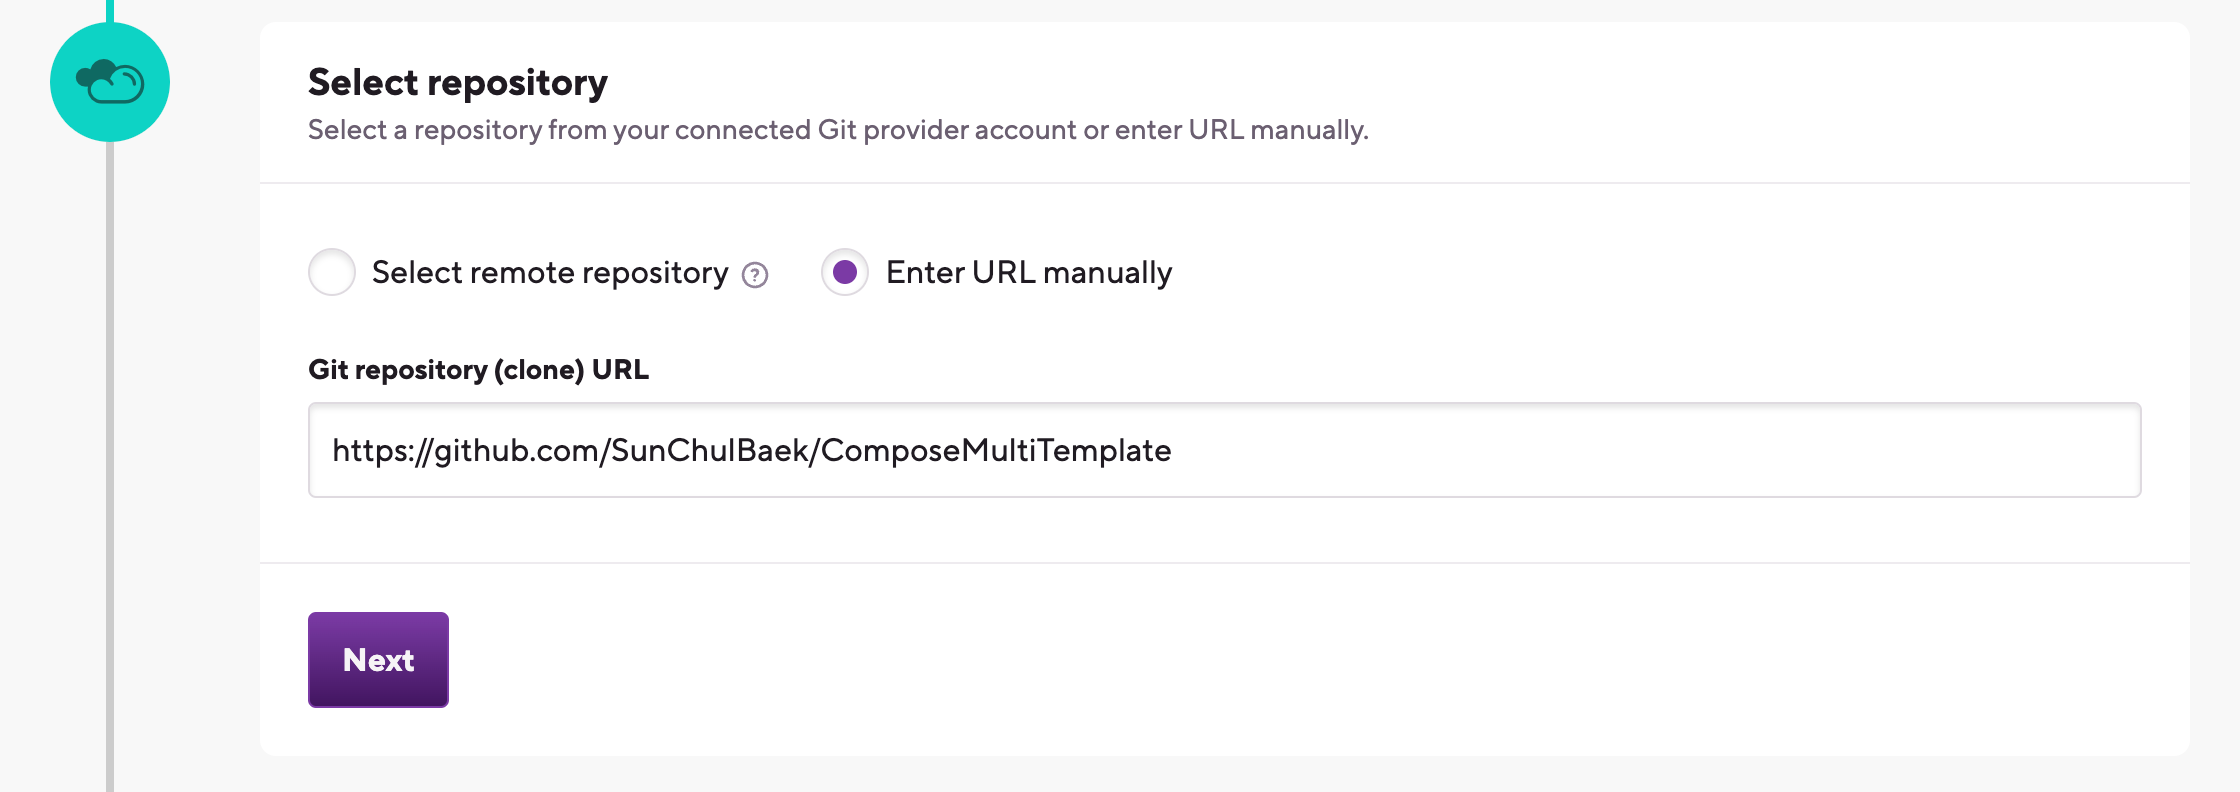 Select repository
Select a repository from your connected Git provider account or enter URL manually.
Select remote repository ? Enter URL manually
Git repository (clone) URL
https://github.com/SunChulBaek/ComposeMultiTemplate
Next